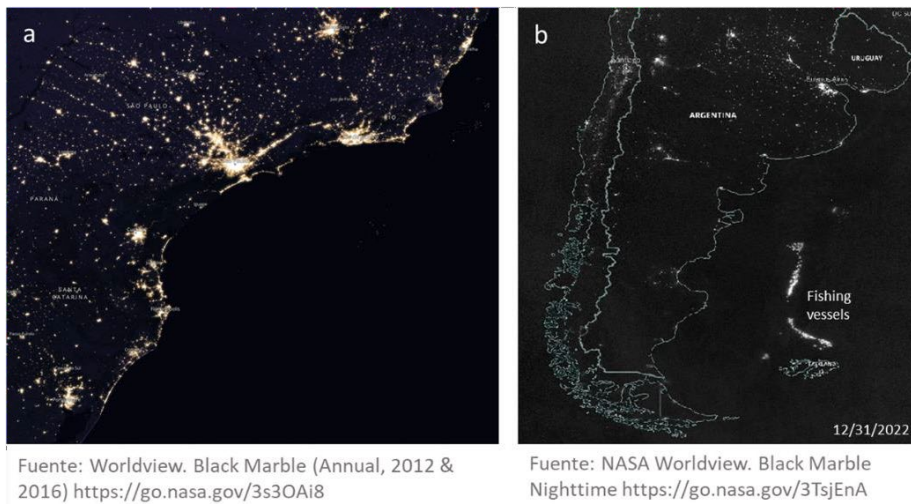 a
SÃO PAULO
RIO
PARANÁ
SANTA
CATARINA
Fuente: Worldview. Black Marble (Annual, 2012 &
2016) https://go.nasa.gov/3s3OAi8
b
URUGUAY
ARGENTINA
Fishing
vessels
12/31/2022
Fuente: NASA Worldview. Black Marble
Nighttime https://go.nasa.gov/3TsjEnA